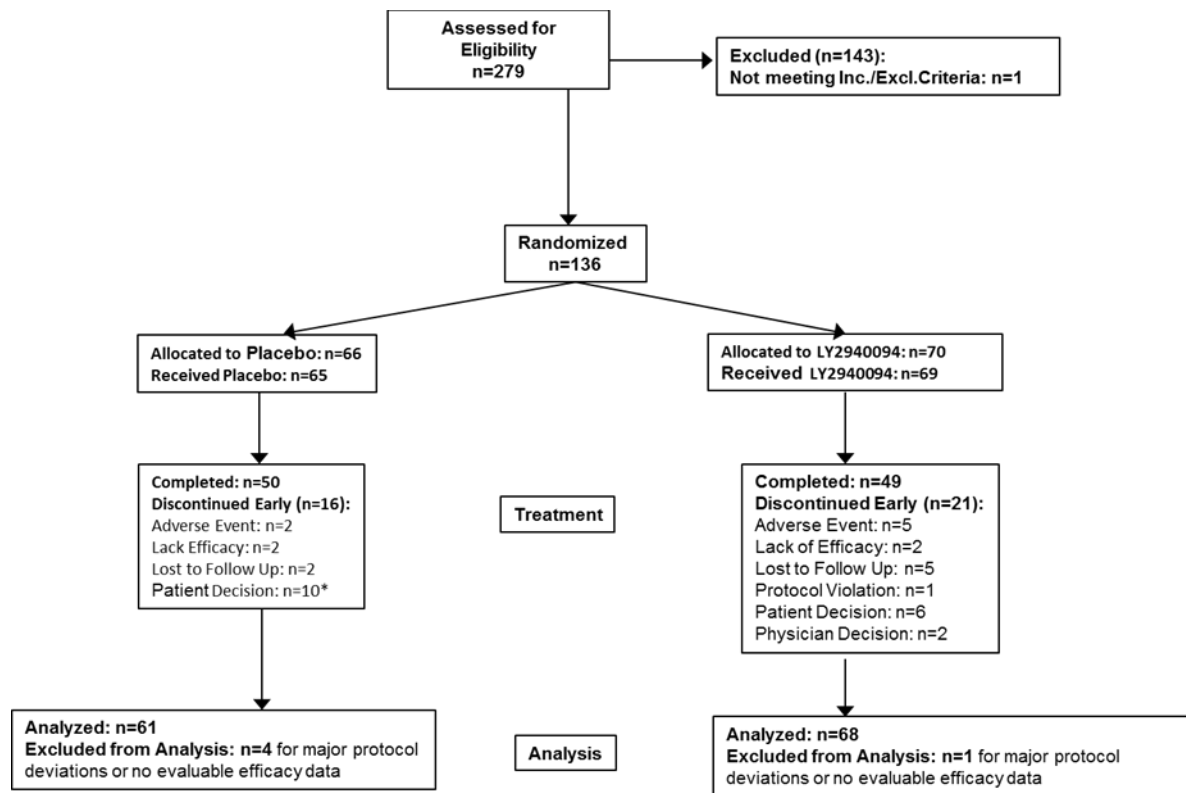 Assessed for
Eligibility
n=279
Excluded (n=143):
Not meeting Inc./Excl.Criteria: n=1
Randomized
n=136
Allocated to Placebo: n=66
Received Placebo: n=65
Allocated to LY2940094: n=70
Received LY2940094: n=69
Completed: n=50
Discontinued Early (n=16):
Adverse Event: n=2
Lack Efficacy: n=2
Lost to Follow Up: n=2
Patient Decision: n=10*
Treatment
Completed: n=49
Discontinued Early (n=21):
Adverse Event: n=5
Lack of Efficacy: n=2
Lost to Follow Up: n=5
Protocol Violation: n=1
Patient Decision: n=6
Physician Decision: n=2
Analyzed: n=61
Excluded from Analysis: n=4 for major protocol
deviations or no evaluable efficacy data
Analysis
Analyzed: n=68
Excluded from Analysis: n=1 for major protocol
deviations or no evaluable efficacy data